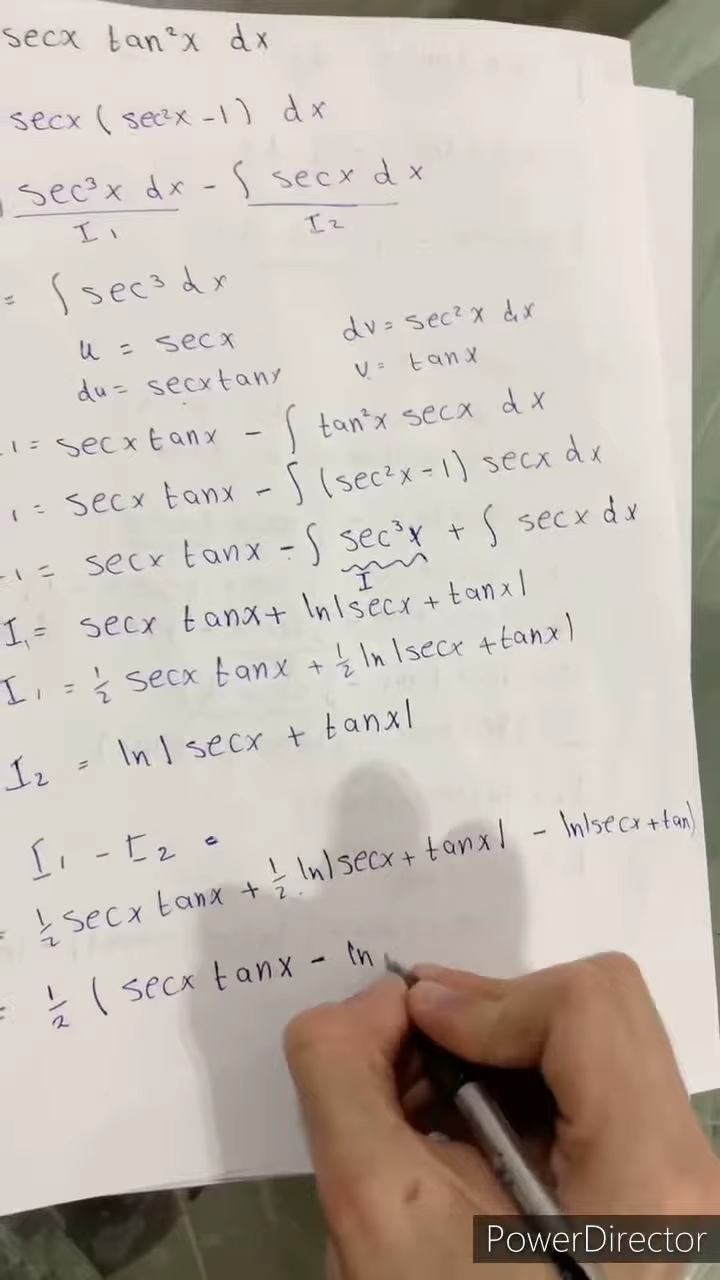 secx tan²x dx
secx (sec²x -1) dx
sec³x dx - ∫ secx dx
I₁ I₂
= ∫ sec³ dx
u = secx dv = sec²x dx
du = secxtanx v = tanx
₁ = secx tanx - ∫ tan²x secx dx
₁ = secx tanx - ∫ (sec²x -1) secx dx
₁ = secx tanx - ∫ sec³x + ∫ secx dx
I
I₁ = secx tanx + ln|secx + tanx|
I₁ = ½ secx tanx + ½ ln|secx + tanx|
I₂ = ln|secx + tanx|
I₁ - I₂ =
= ½ secx tanx + ½ ln|secx + tanx| - ln|secx + tan|
= ½ ( secx tanx - ln
PowerDirector